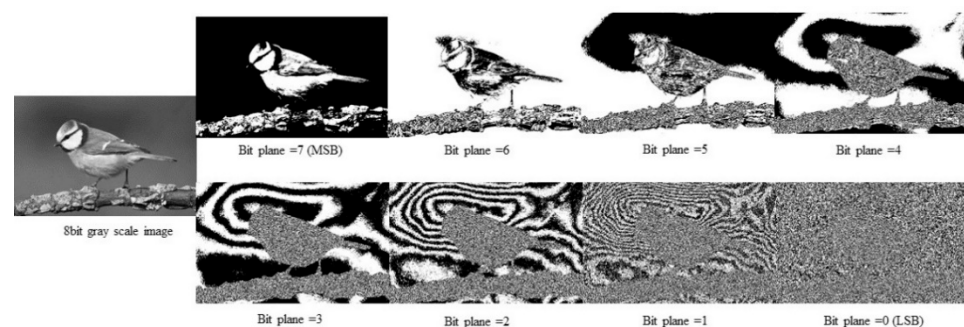 Bit plane =7 (MSB)
Bit plane =6
Bit plane =5
Bit plane =4
8bit gray scale image
Bit plane =3
Bit plane =2
Bit plane =1
Bit plane =0 (LSB)